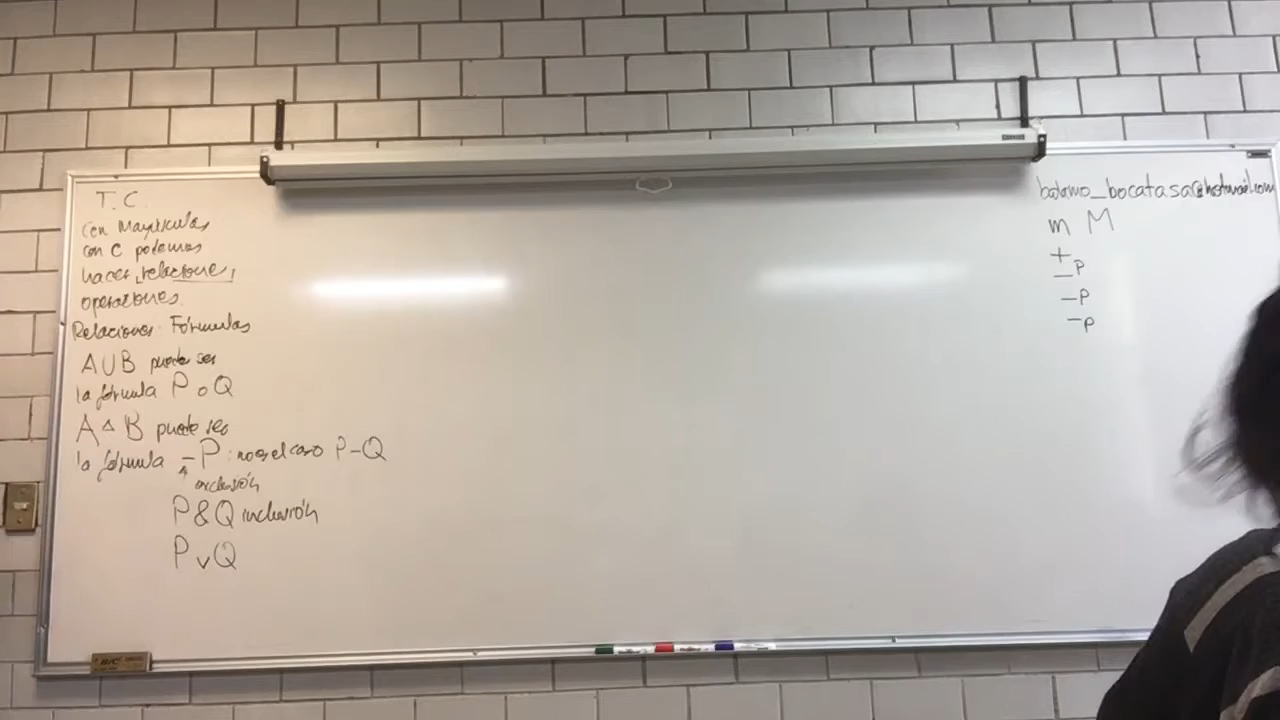 T.C.
Con Mayúsculas
con C podemos
hacer relaciones,
operaciones.
Relaciones: Fórmulas
A∪B puede ser
la fórmula P o Q
A △ B puede ser
la fórmula –P: no es el caso P–Q
exclusión
P&Q inclusión
P v Q
m M
+
–P
–P
–P
BIC